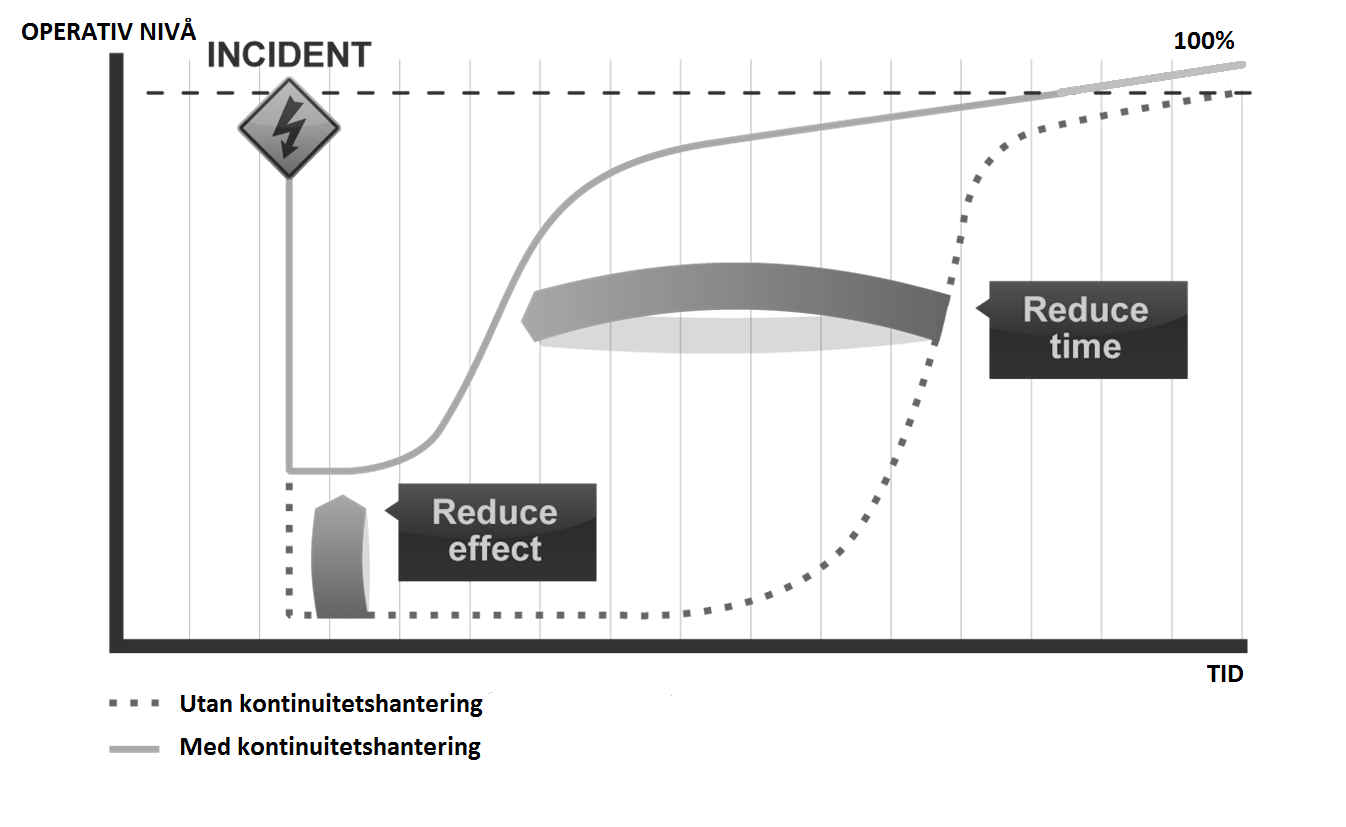 OPERATIV NIVÅ
INCIDENT
100%
Reduce
time
Reduce
effect
TID
Utan kontinuitetshantering
Med kontinuitetshantering